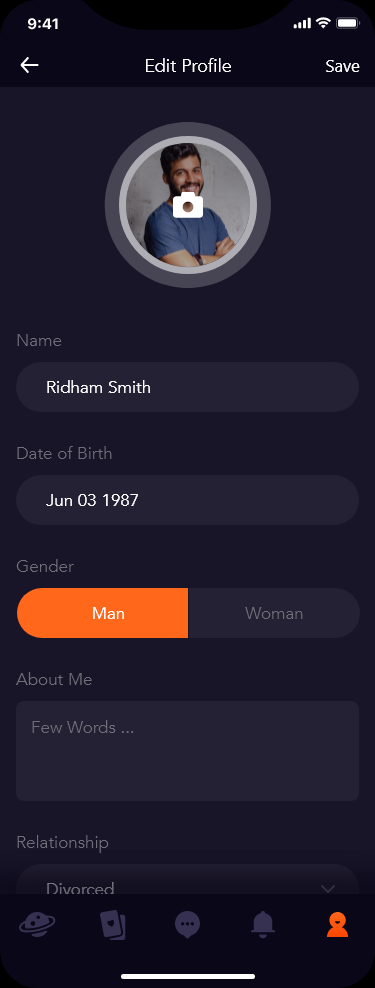 9:41
Edit Profile
Save
Name
Ridham Smith
Date of Birth
Jun 03 1987
Gender
Man
Woman
About Me
Few Words ...
Relationship
Divorced